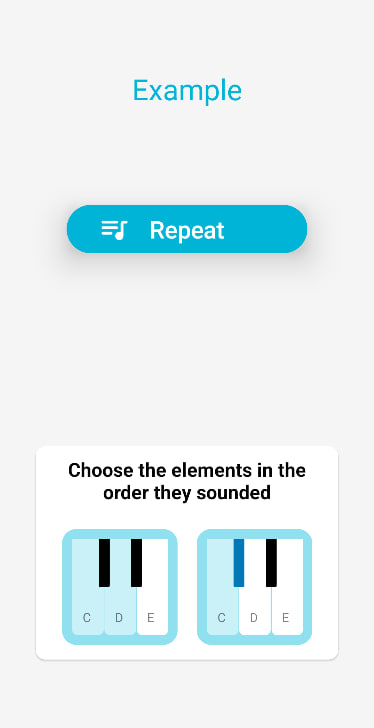 Example
Repeat
Choose the elements in the
order they sounded
C D E C D E